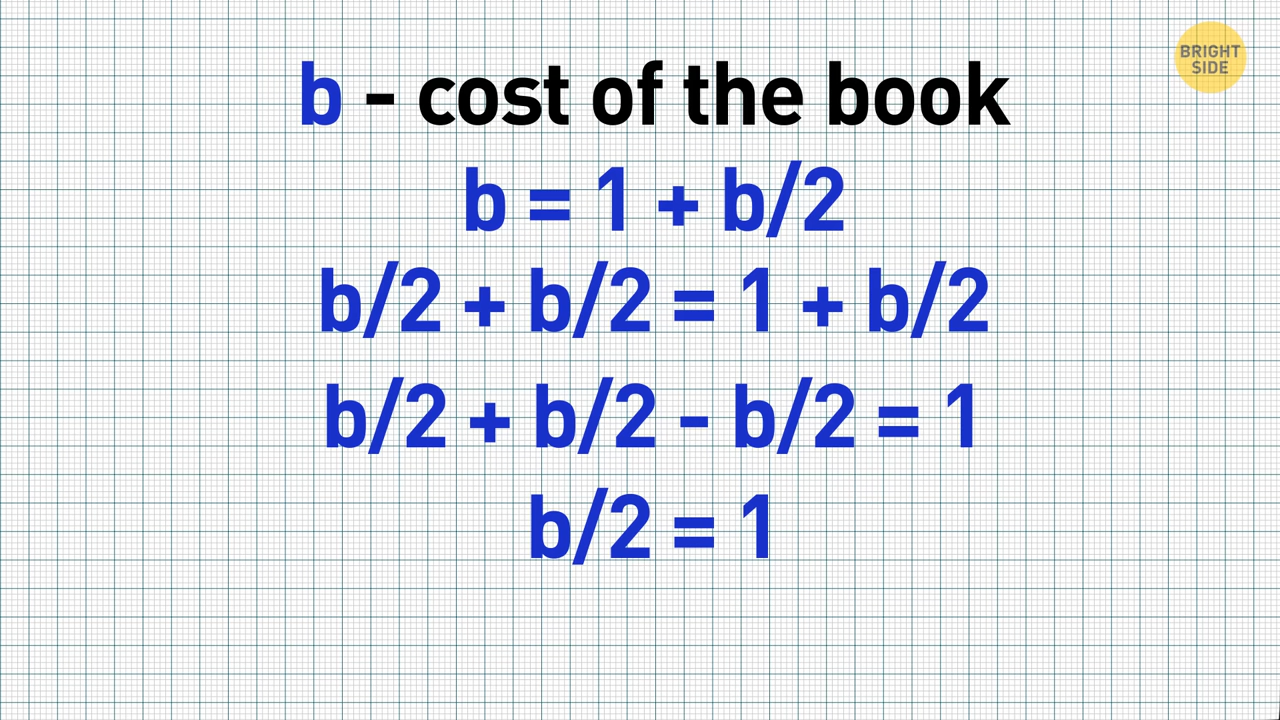 BRIGHT
SIDE
b - cost of the book
b = 1 + b/2
b/2 + b/2 = 1 + b/2
b/2 + b/2 - b/2 = 1
b/2 = 1